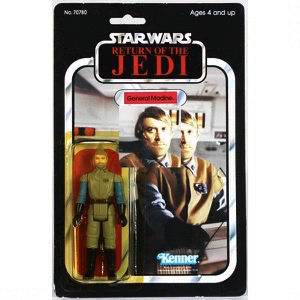 No. 70780
Ages 4 and up
STAR WARS
RETURN OF THE
JEDI
General Madine
Kenner